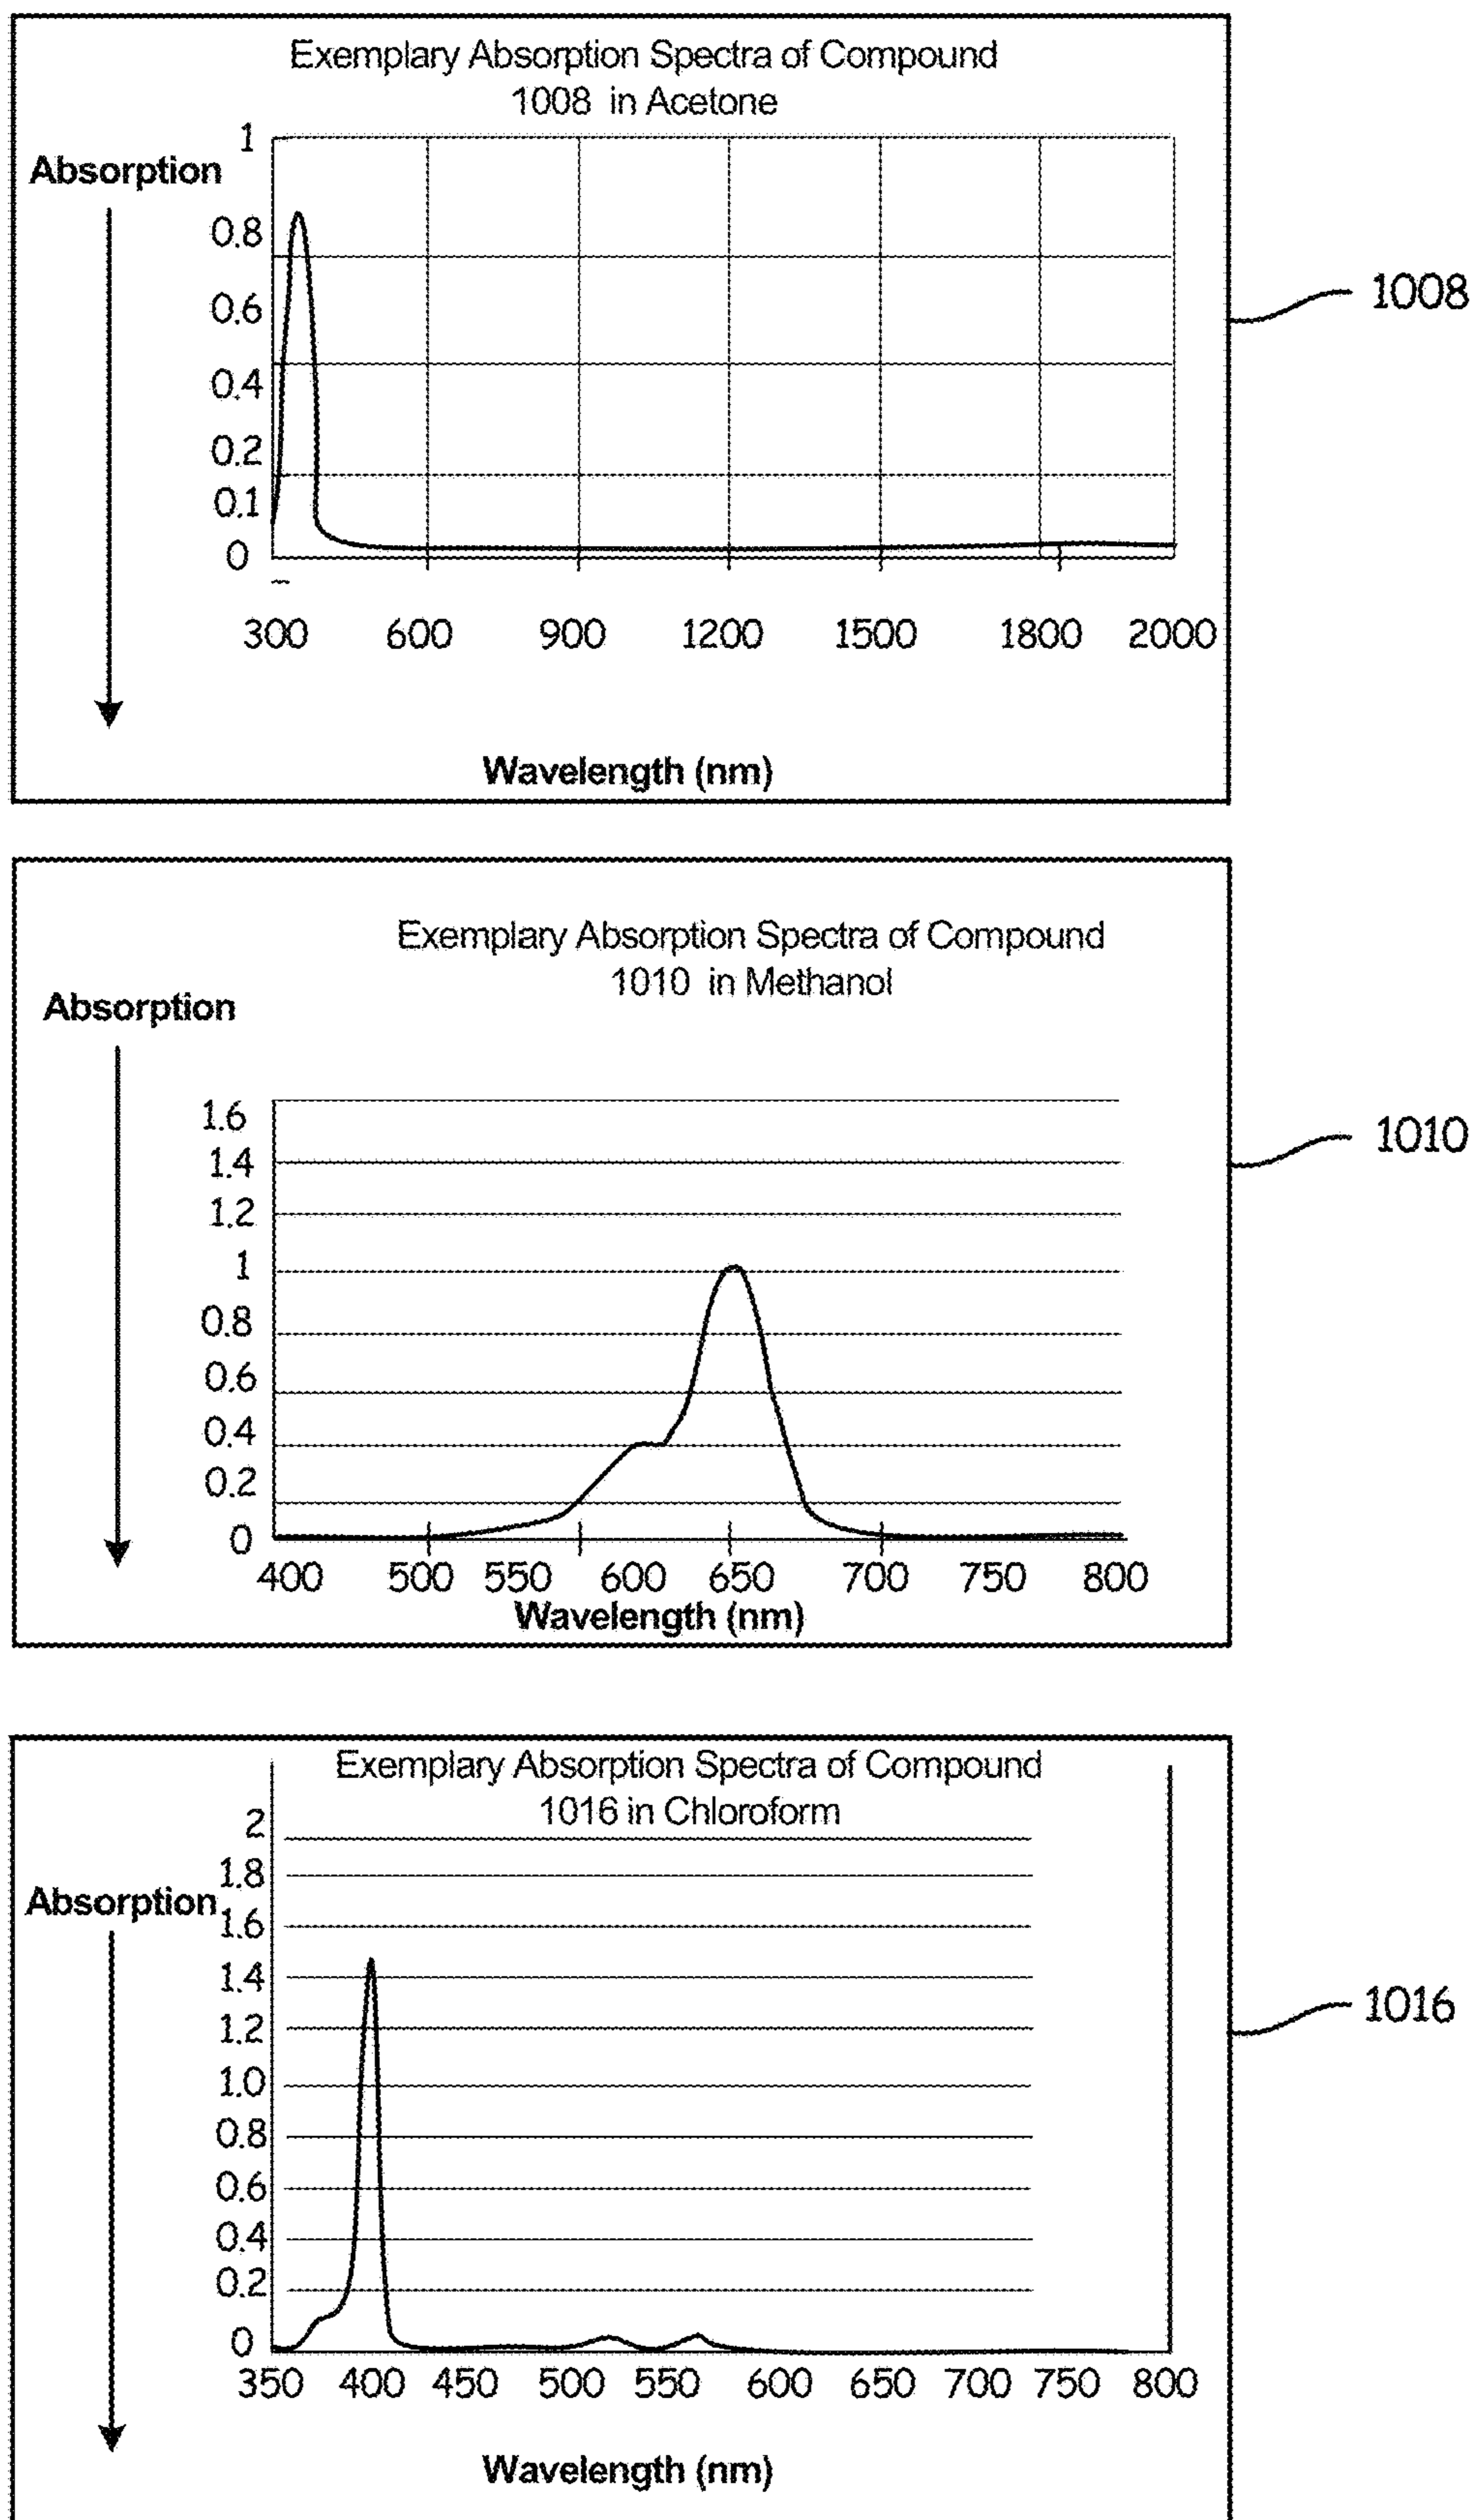 Exemplary Absorption Spectra of Compound
1008 in Acetone
Absorption
1
0.8
0.6
0.4
0.2
0.1
0
300 600 900 1200 1500 1800 2000
Wavelength (nm)
1008
Exemplary Absorption Spectra of Compound
1010 in Methanol
Absorption
1.6
1.4
1.2
1
0.8
0.6
0.4
0.2
0
400 500 550 600 650 700 750 800
Wavelength (nm)
1010
Exemplary Absorption Spectra of Compound
1016 in Chloroform
Absorption
2
1.8
1.6
1.4
1.2
1.0
0.8
0.6
0.4
0.2
0
350 400 450 500 550 600 650 700 750 800
Wavelength (nm)
1016